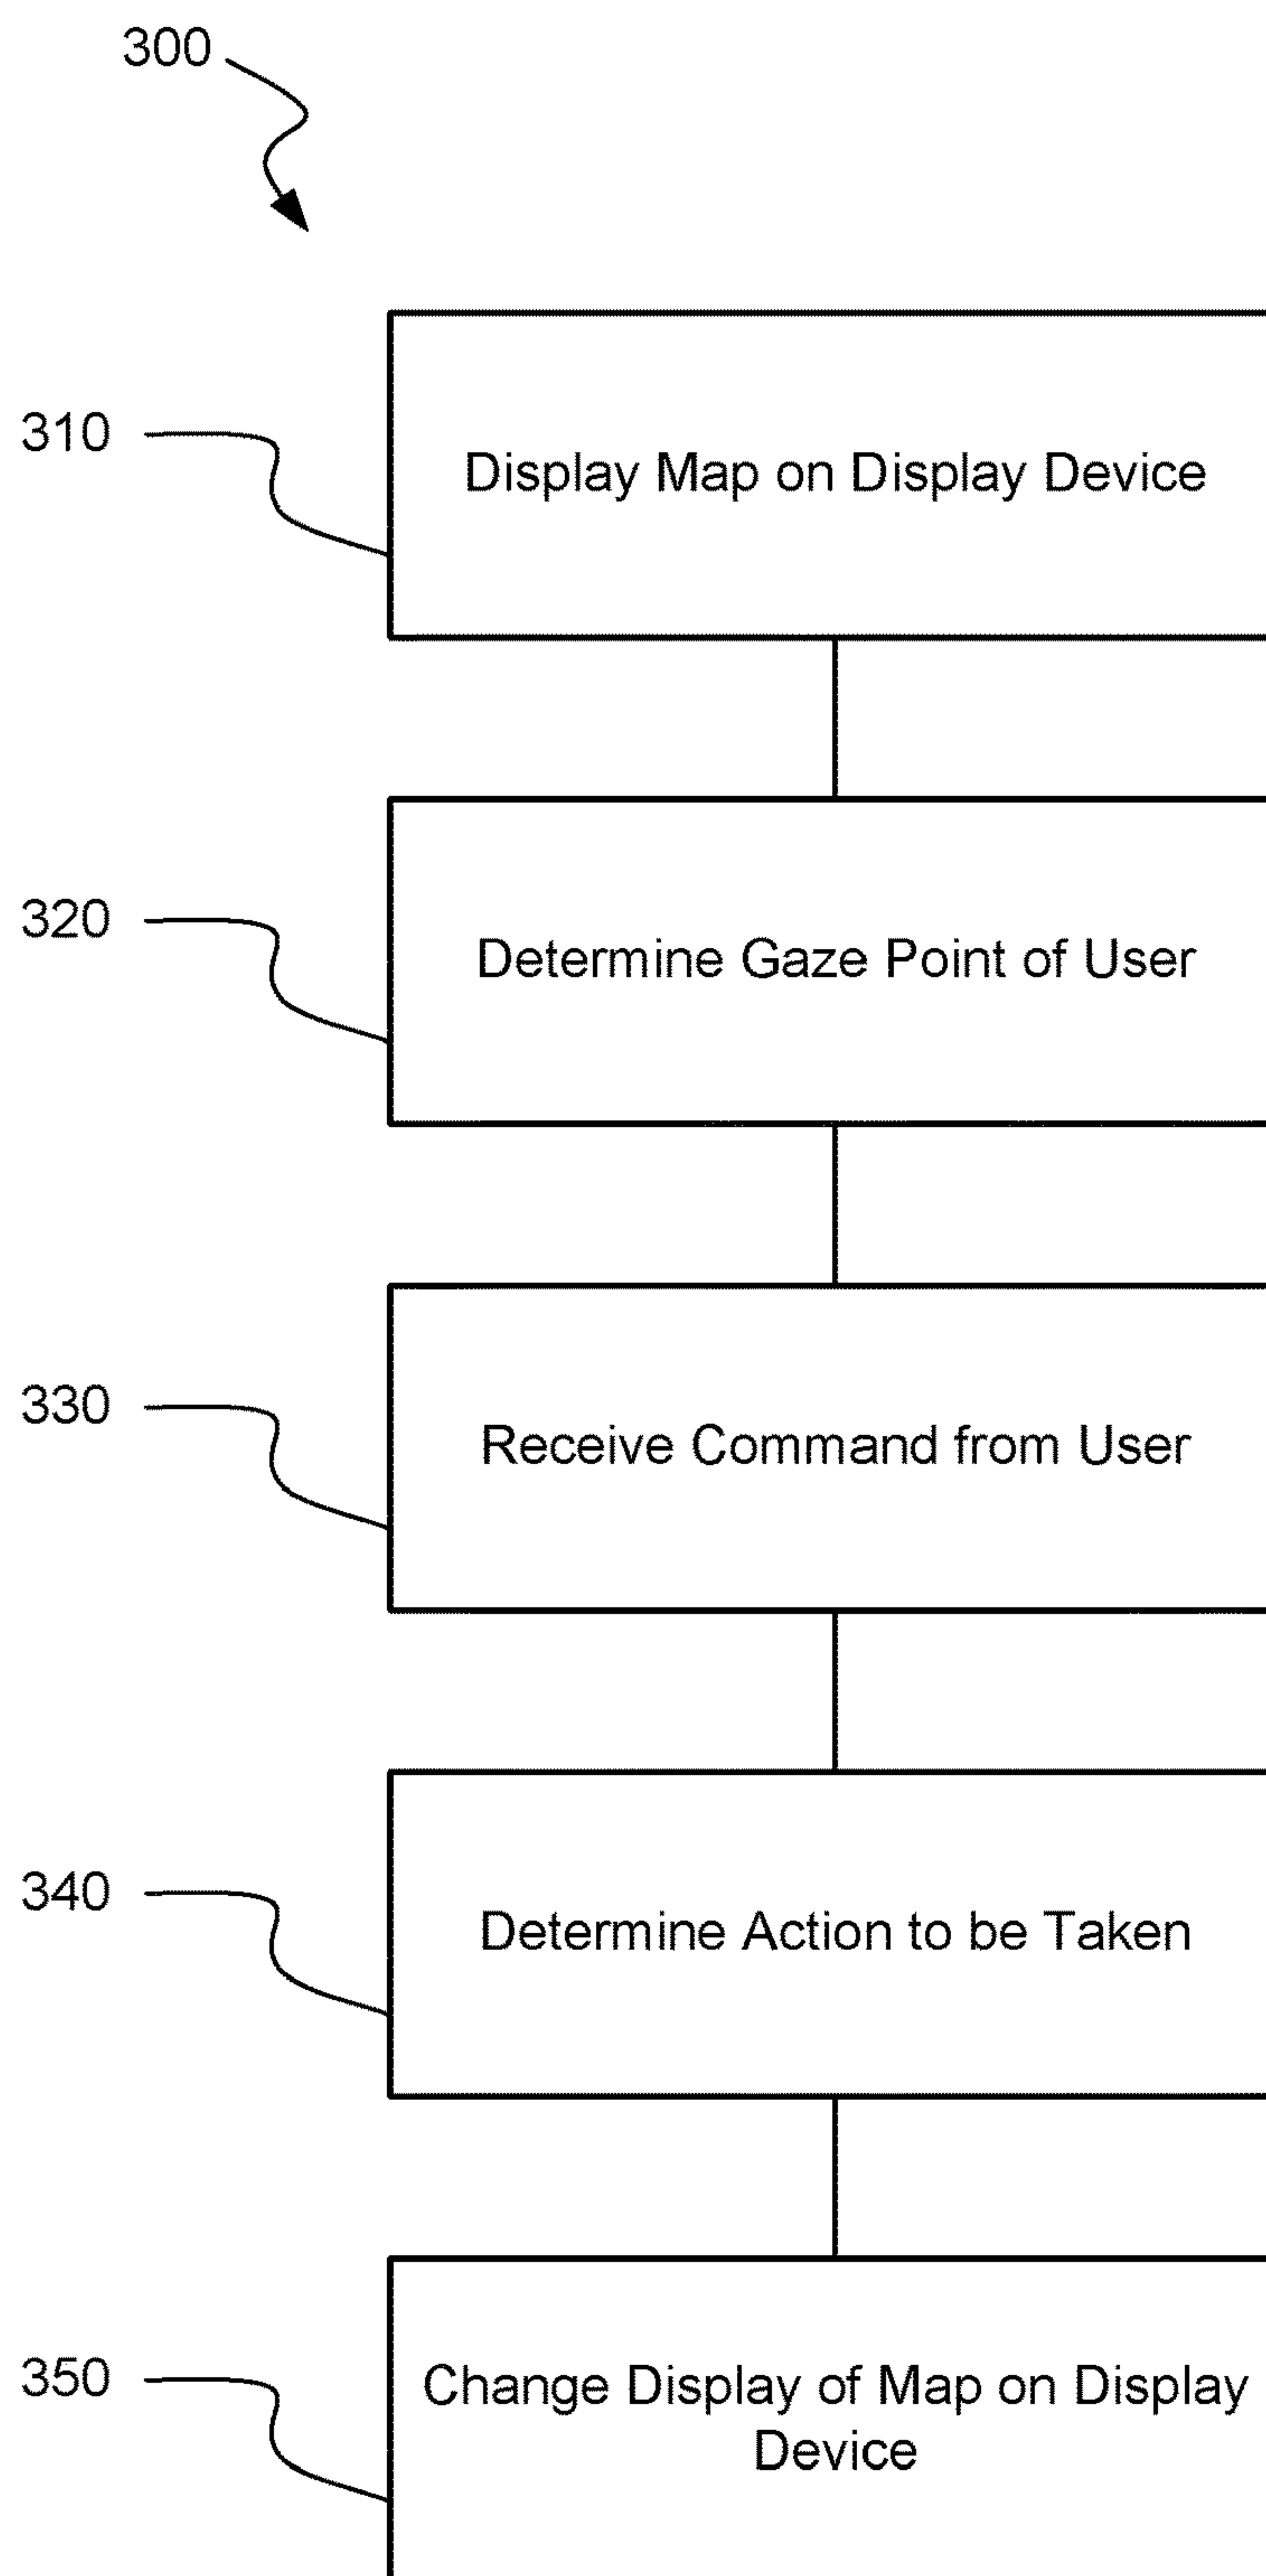 300
310
Display Map on Display Device
320
Determine Gaze Point of User
330
Receive Command from User
340
Determine Action to be Taken
350
Change Display of Map on Display
Device